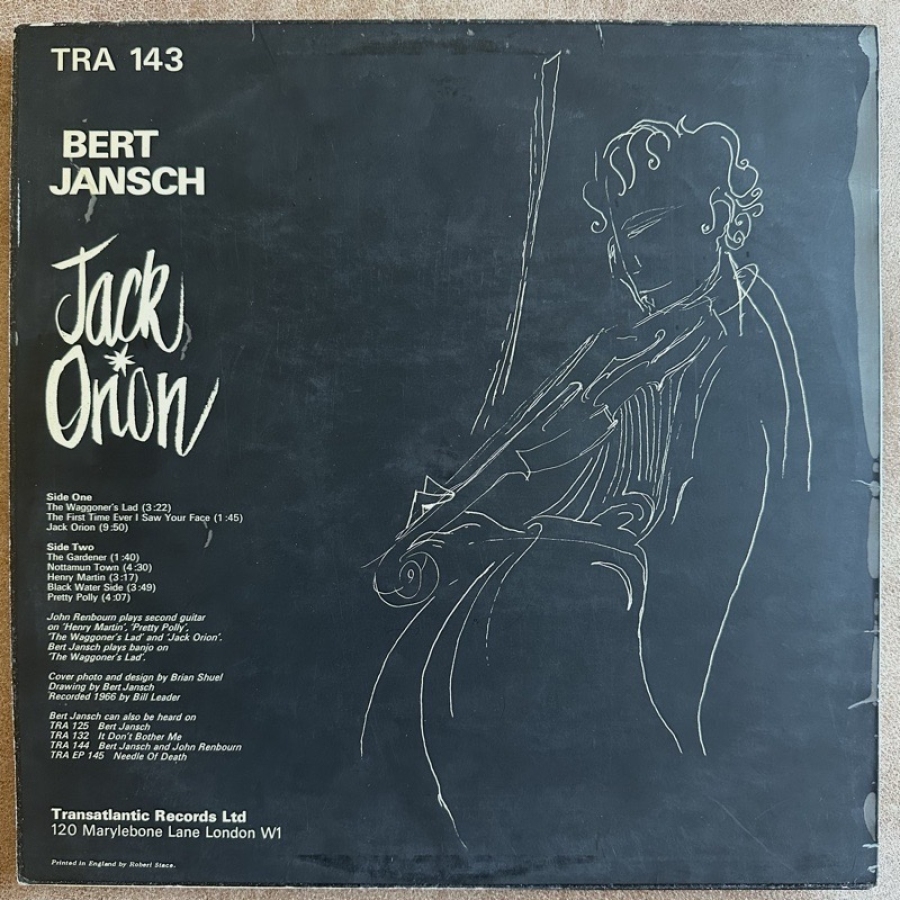 TRA 143
BERT
JANSCH
Jack
Orion
Side One
The Waggoner's Lad (3:22)
The First Time Ever I Saw Your Face (1:45)
Jack Orion (9:50)
Side Two
The Gardener (1:40)
Nottamun Town (4:30)
Henry Martin (3:17)
Black Water Side (3:49)
Pretty Polly (4:07)
John Renbourn plays second guitar
on 'Henry Martin', 'Pretty Polly',
'The Waggoner's Lad' and 'Jack Orion'.
Bert Jansch plays banjo on
'The Waggoner's Lad'.
Cover photo and design by Brian Shuel
Drawing by Bert Jansch
Recorded 1966 by Bill Leader
Bert Jansch can also be heard on
TRA 125 Bert Jansch
TRA 132 It Don't Bother Me
TRA 144 Bert Jansch and John Renbourn
TRA EP 145 Needle Of Death
Transatlantic Records Ltd
120 Marylebone Lane London W1
Printed in England by Robert Stace.